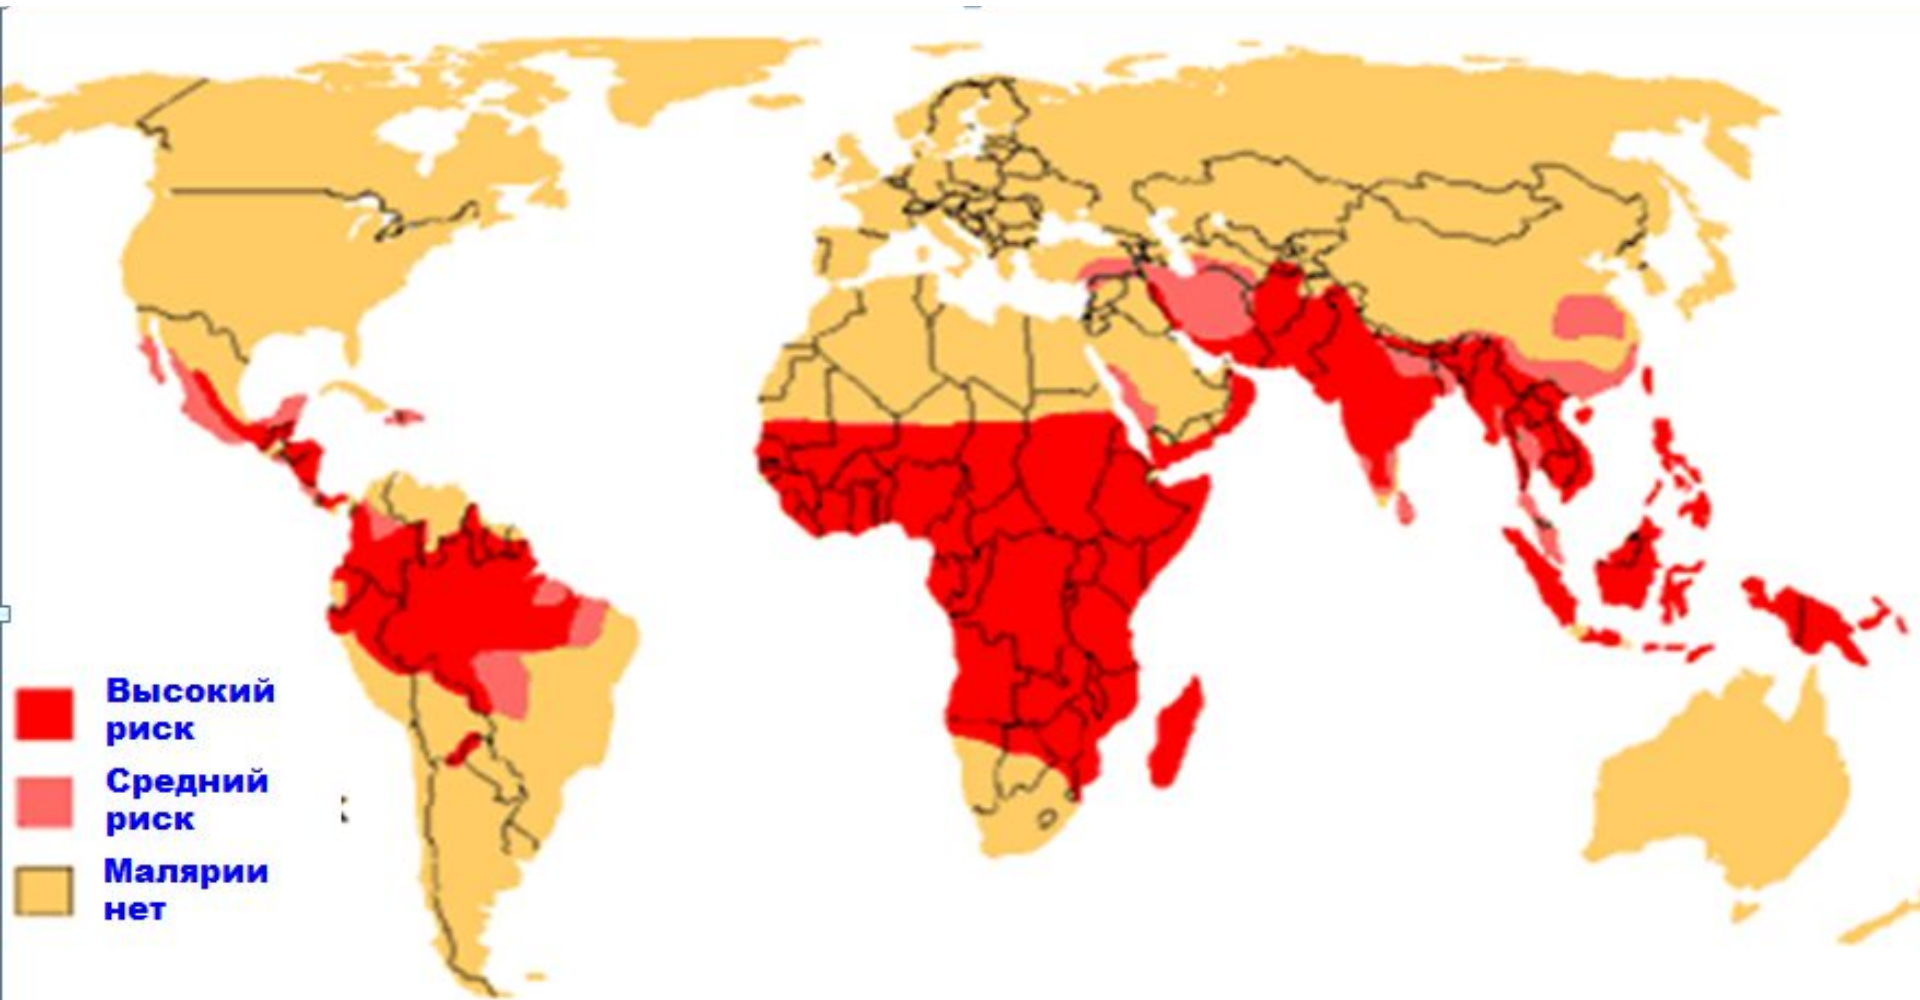 Высокий
риск
Средний
риск
Малярии
нет